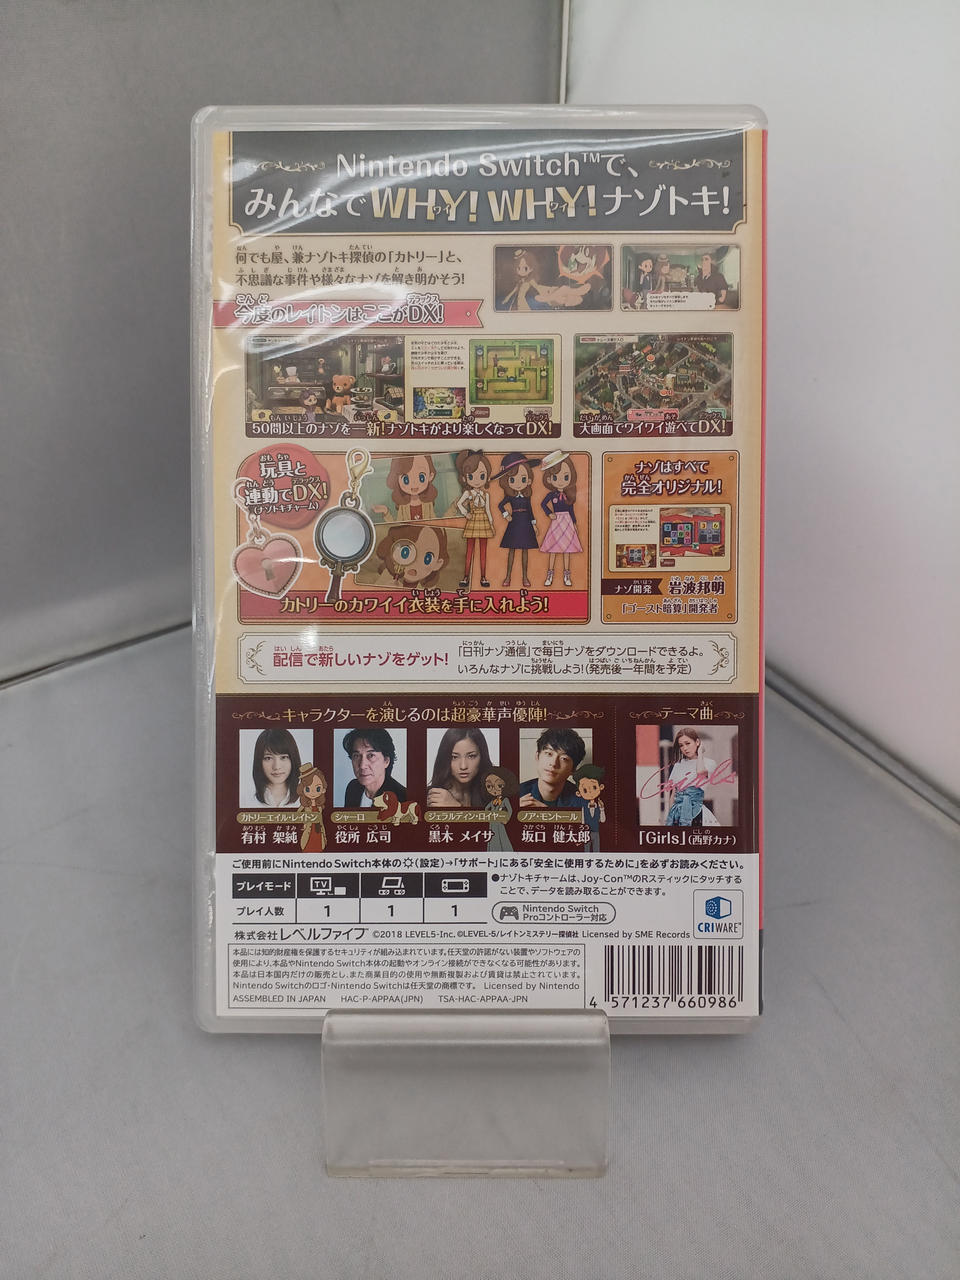 Nintendo Switch™で、
みんなでWHY! WHY!ナゾトキ!
何でも屋、兼ナゾトキ探偵の「カトリー」と、
不思議な事件や様々なナゾを解き明かそう!
今度のレイトンはここがDX!
50問以上のナゾを一新!ナゾトキがより楽しくなってDX!
大画面でワイワイ遊べてDX!
玩具と
連動でDX!
(ナゾトキチャーム)
カトリーのカワイイ衣装を手に入れよう!
ナゾはすべて
完全オリジナル!
ナゾ開発 岩波邦明
「ゴースト暗算」開発者
配信で新しいナゾをゲット!
「日刊ナゾ通信」で毎日ナゾをダウンロードできるよ。
いろんなナゾに挑戦しよう!(発売後一年間を予定)
キャラクターを演じるのは超豪華声優陣!
テーマ曲
カトリーエイル・レイトン
有村 架純
シャーロ
役所 広司
ジェラルディン・ロイヤー
黒木 メイサ
ノア・モントール
坂口 健太郎
Girls
「Girls」(西野カナ)
ご使用前にNintendo Switch本体の(設定)→「サポート」にある「安全に使用するために」を必ずお読みください。
プレイモード TV
プレイ人数 1 1 1
●ナゾトキチャームは、Joy-Con™のRスティックにタッチする
ことで、データを読み取ることができます。
Nintendo Switch
Proコントローラー対応
CRIWARE™
株式会社レベルファイブ ©2018 LEVEL5-Inc. ©LEVEL-5/レイトンミステリー探偵社 Licensed by SME Records
本品には知的財産権を保護するセキュリティが組み込まれています。任天堂の許諾がない装置やソフトウェアの
使用により、本品やNintendo Switch本体の起動やオンライン接続ができなくなる可能性があります。
本品は日本国内だけの販売とし、また商業目的の使用や無断複製および賃貸は禁止されています。
Nintendo Switchのロゴ・Nintendo Switchは任天堂の商標です。 Licensed by Nintendo
ASSEMBLED IN JAPAN HAC-P-APPAA(JPN) TSA-HAC-APPAA-JPN
4 571237 660986